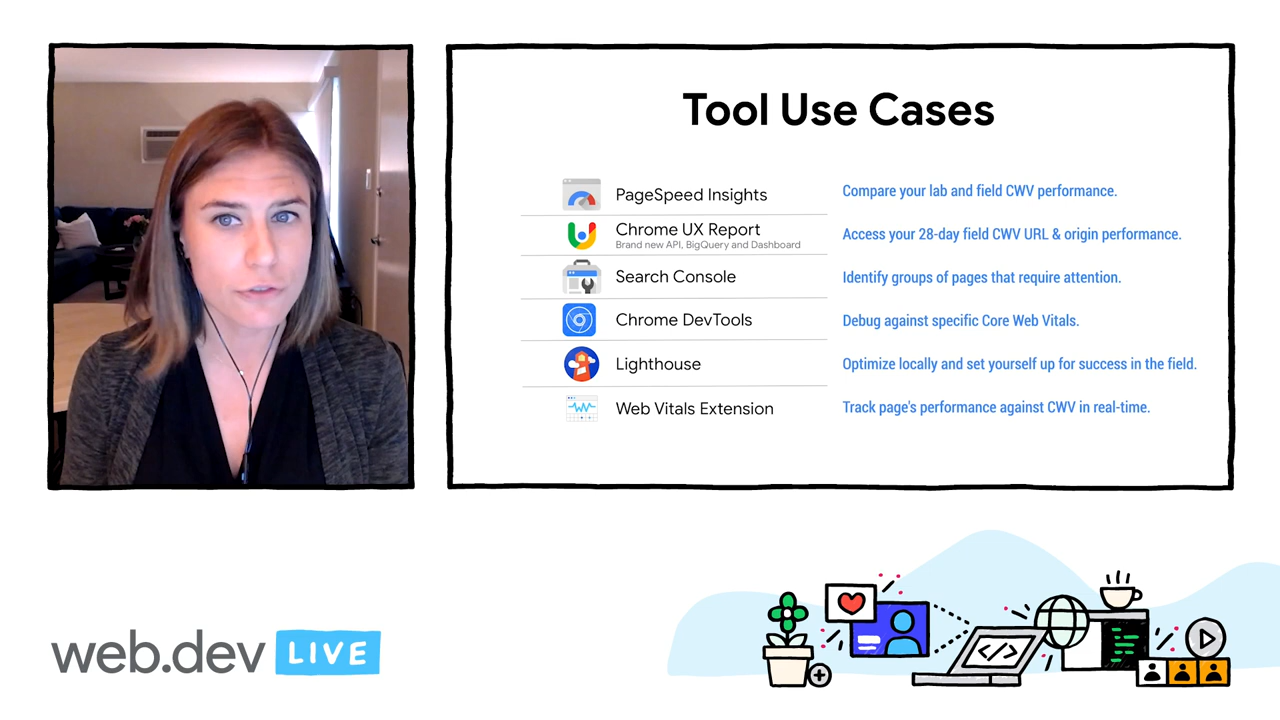 Tool Use Cases
PageSpeed Insights
Compare your lab and field CWV performance.
Chrome UX Report
Brand new API, BigQuery and Dashboard
Access your 28-day field CWV URL & origin performance.
Search Console
Identify groups of pages that require attention.
Chrome DevTools
Debug against specific Core Web Vitals.
Lighthouse
Optimize locally and set yourself up for success in the field.
Web Vitals Extension
Track page's performance against CWV in real-time.
web.dev LIVE
</>